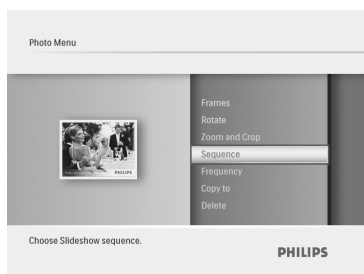 Photo Menu
Frames
Rotate
Zoom and Crop
Sequence
Frequency
Copy to
Delete
PHILIPS
Choose Slideshow sequence.
PHILIPS